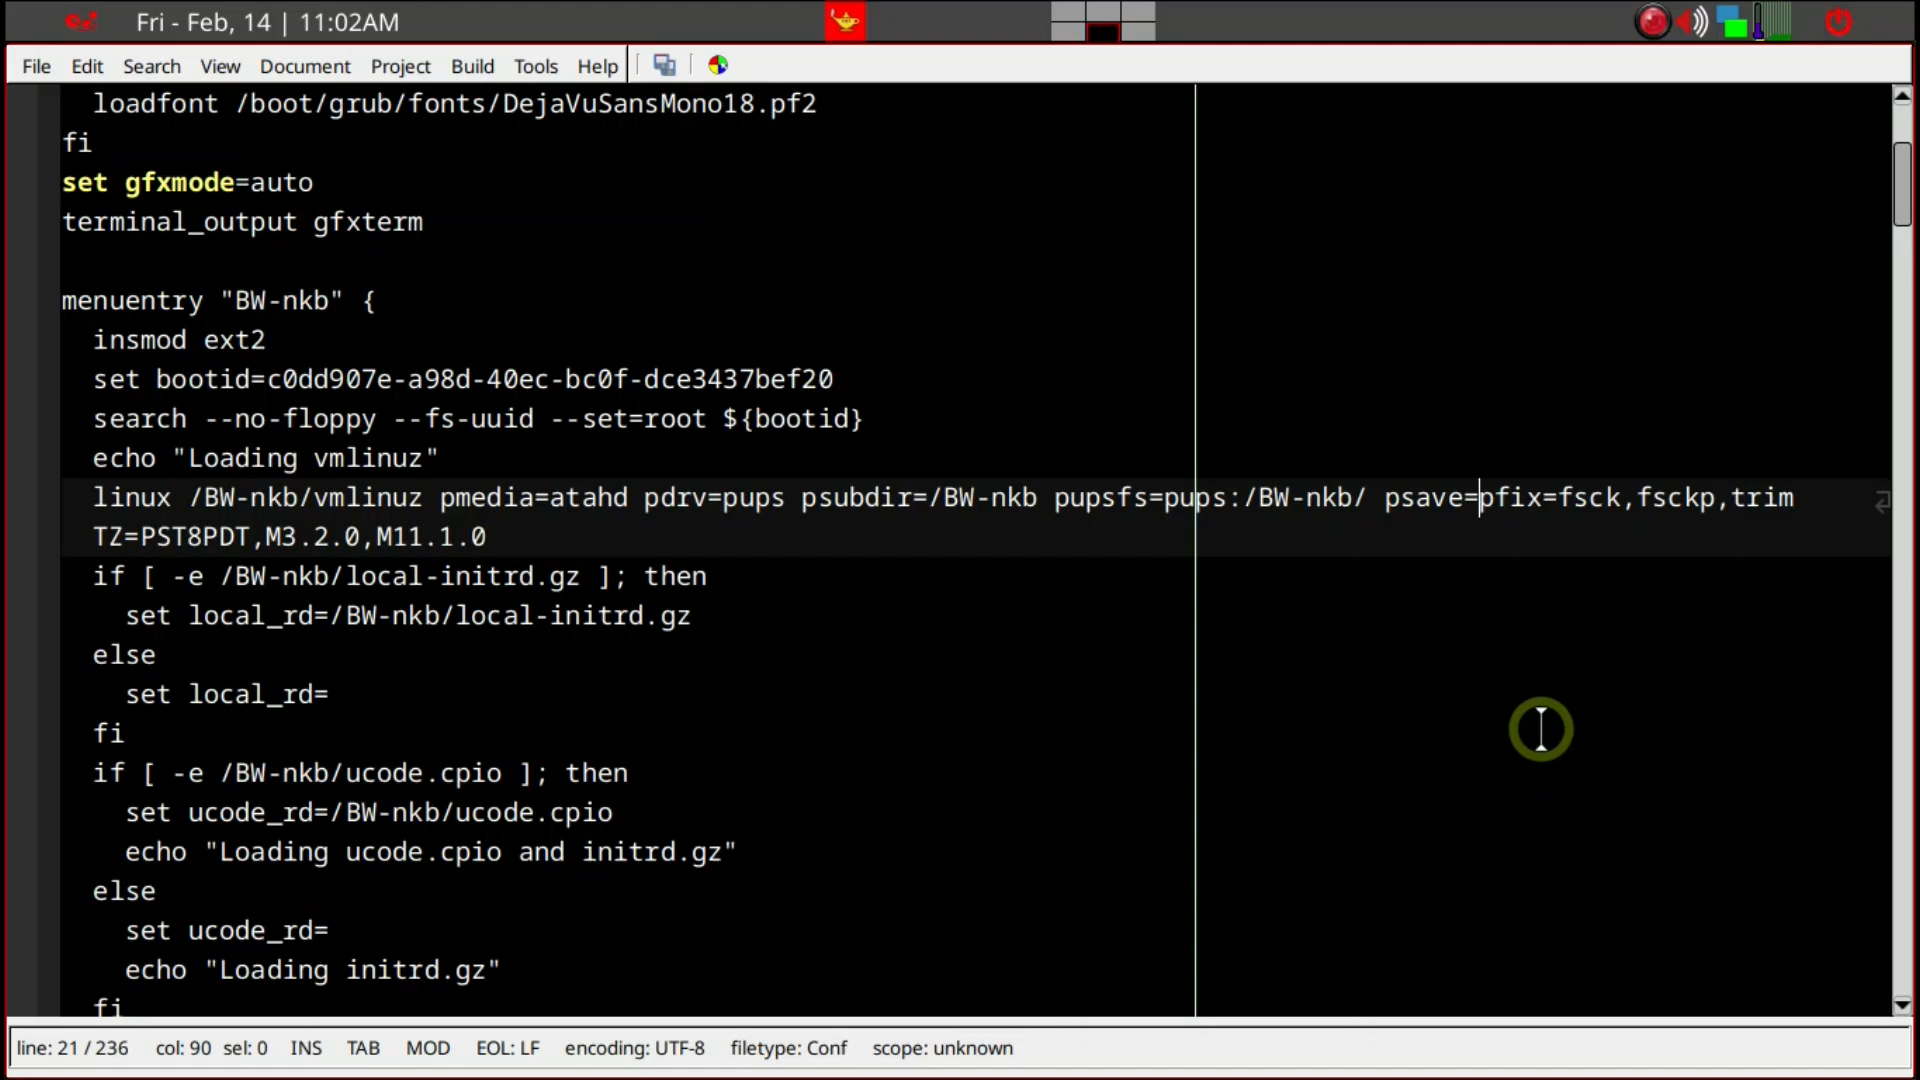 Fri - Feb, 14 | 11:02AM
File Edit Search View Document Project Build Tools Help
loadfont /boot/grub/fonts/DejaVuSansMono18.pf2
fi
set gfxmode=auto
terminal_output gfxterm
menuentry "BW-nkb" {
insmod ext2
set bootid=c0dd907e-a98d-40ec-bc0f-dce3437bef20
search --no-floppy --fs-uuid --set=root ${bootid}
echo "Loading vmlinuz"
linux /BW-nkb/vmlinuz pmedia=atahd pdrv=pups psubdir=/BW-nkb pupsfs=pups:/BW-nkb/ psave=pfix=fsck,fsckp,trim
TZ=PST8PDT,M3.2.0,M11.1.0
if [ -e /BW-nkb/local-initrd.gz ]; then
set local_rd=/BW-nkb/local-initrd.gz
else
set local_rd=
fi
if [ -e /BW-nkb/ucode.cpio ]; then
set ucode_rd=/BW-nkb/ucode.cpio
echo "Loading ucode.cpio and initrd.gz"
else
set ucode_rd=
echo "Loading initrd.gz"
fi
line: 21 / 236 col: 90 sel: 0 INS TAB MOD EOL: LF encoding: UTF-8 filetype: Conf scope: unknown